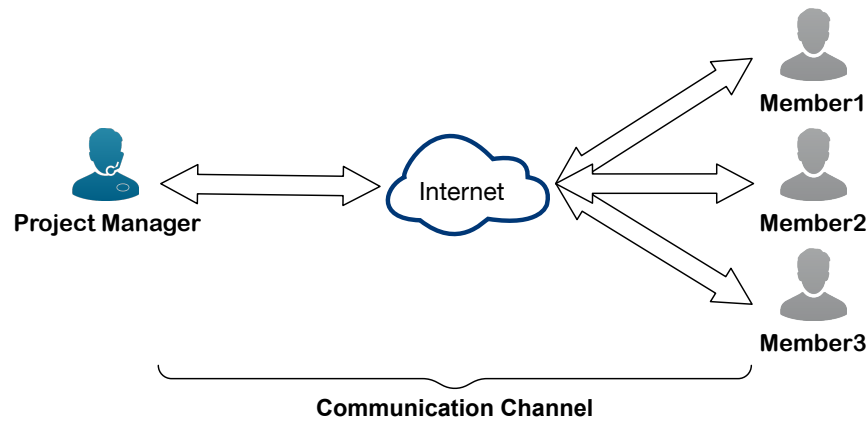 Member1
Internet
Project Manager
Member2
Member3
Communication Channel